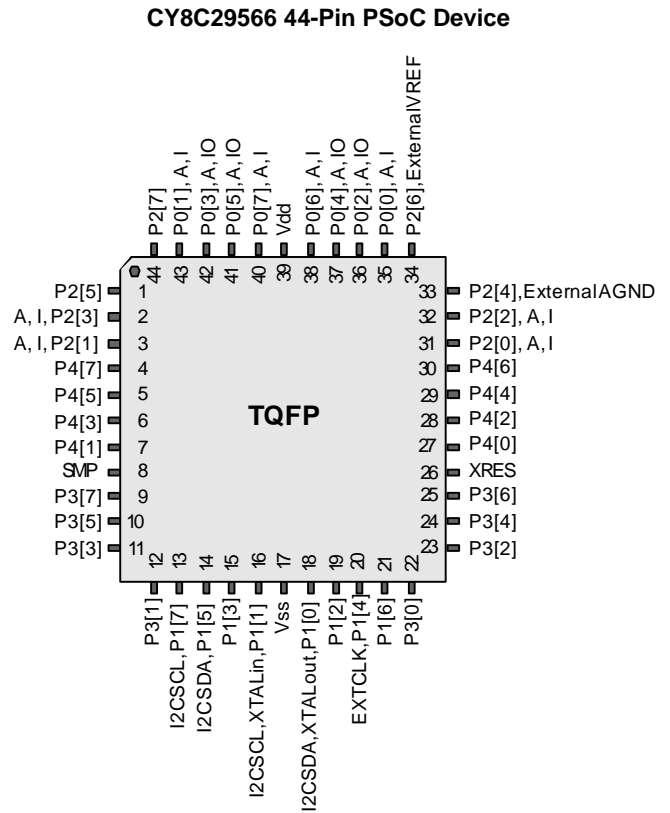 CY8C29566 44-Pin PSoC Device
P2[7]
P0[1], A, I
P0[3], A, IO
P0[5], A, IO
P0[7], A, I
Vdd
P0[6], A, I
P0[4], A, IO
P0[2], A, IO
P0[0], A, I
P2[6], External VREF
44
43
42
41
40
39
38
37
36
35
34
P2[5] 1
A, I, P2[3] 2
A, I, P2[1] 3
P4[7] 4
P4[5] 5
P4[3] 6
P4[1] 7
SMP 8
P3[7] 9
P3[5] 10
P3[3] 11
TQFP
33 P2[4], External AGND
32 P2[2], A, I
31 P2[0], A, I
30 P4[6]
29 P4[4]
28 P4[2]
27 P4[0]
26 XRES
25 P3[6]
24 P3[4]
23 P3[2]
12
13
14
15
16
17
18
19
20
21
22
P3[1]
I2CSCL, P1[7]
I2CSDA, P1[5]
P1[3]
I2CSCL, XTALin, P1[1]
Vss
I2CSDA, XTALout, P1[0]
P1[2]
EXTCLK, P1[4]
P1[6]
P3[0]